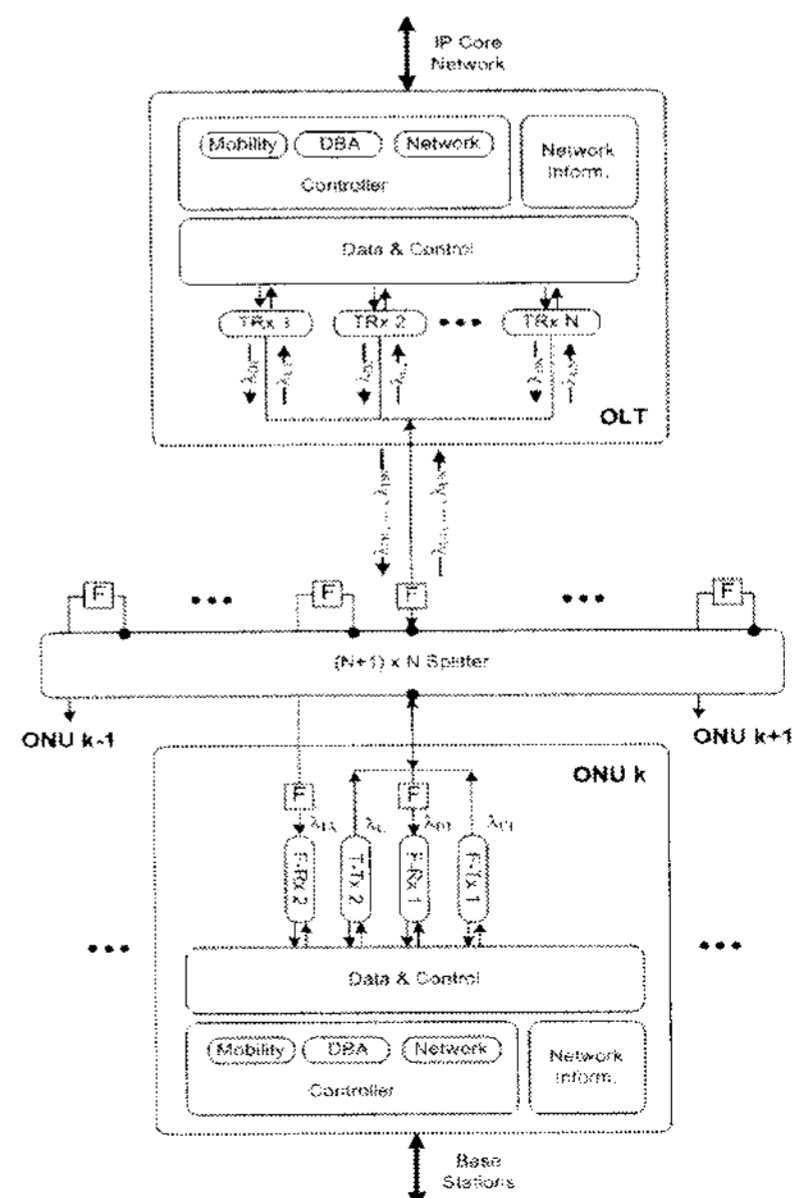 IP Core
Network
Mobility
DBA
Network
Controller
Network
Inform.
Data & Control
TRx 1
TRx 2
•••
TRx N
OLT
F
•••
F
F
•••
F
(N+1) x N Splitter
ONU k-1
ONU k+1
ONU k
F
F
F-Rx 2
T-Tx 2
F-Rx 1
F-Tx 1
•••
•••
Data & Control
Mobility
DBA
Network
Controller
Network
Inform.
Base
Stations